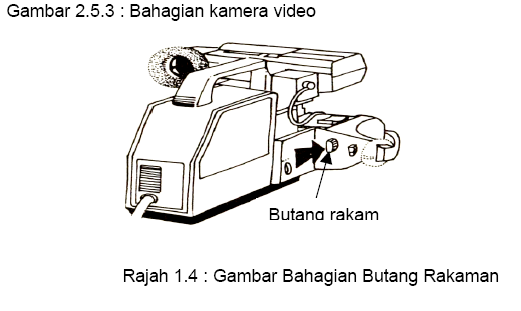 Gambar 2.5.3 : Bahagian kamera video
Butang rakam
Rajah 1.4 : Gambar Bahagian Butang Rakaman